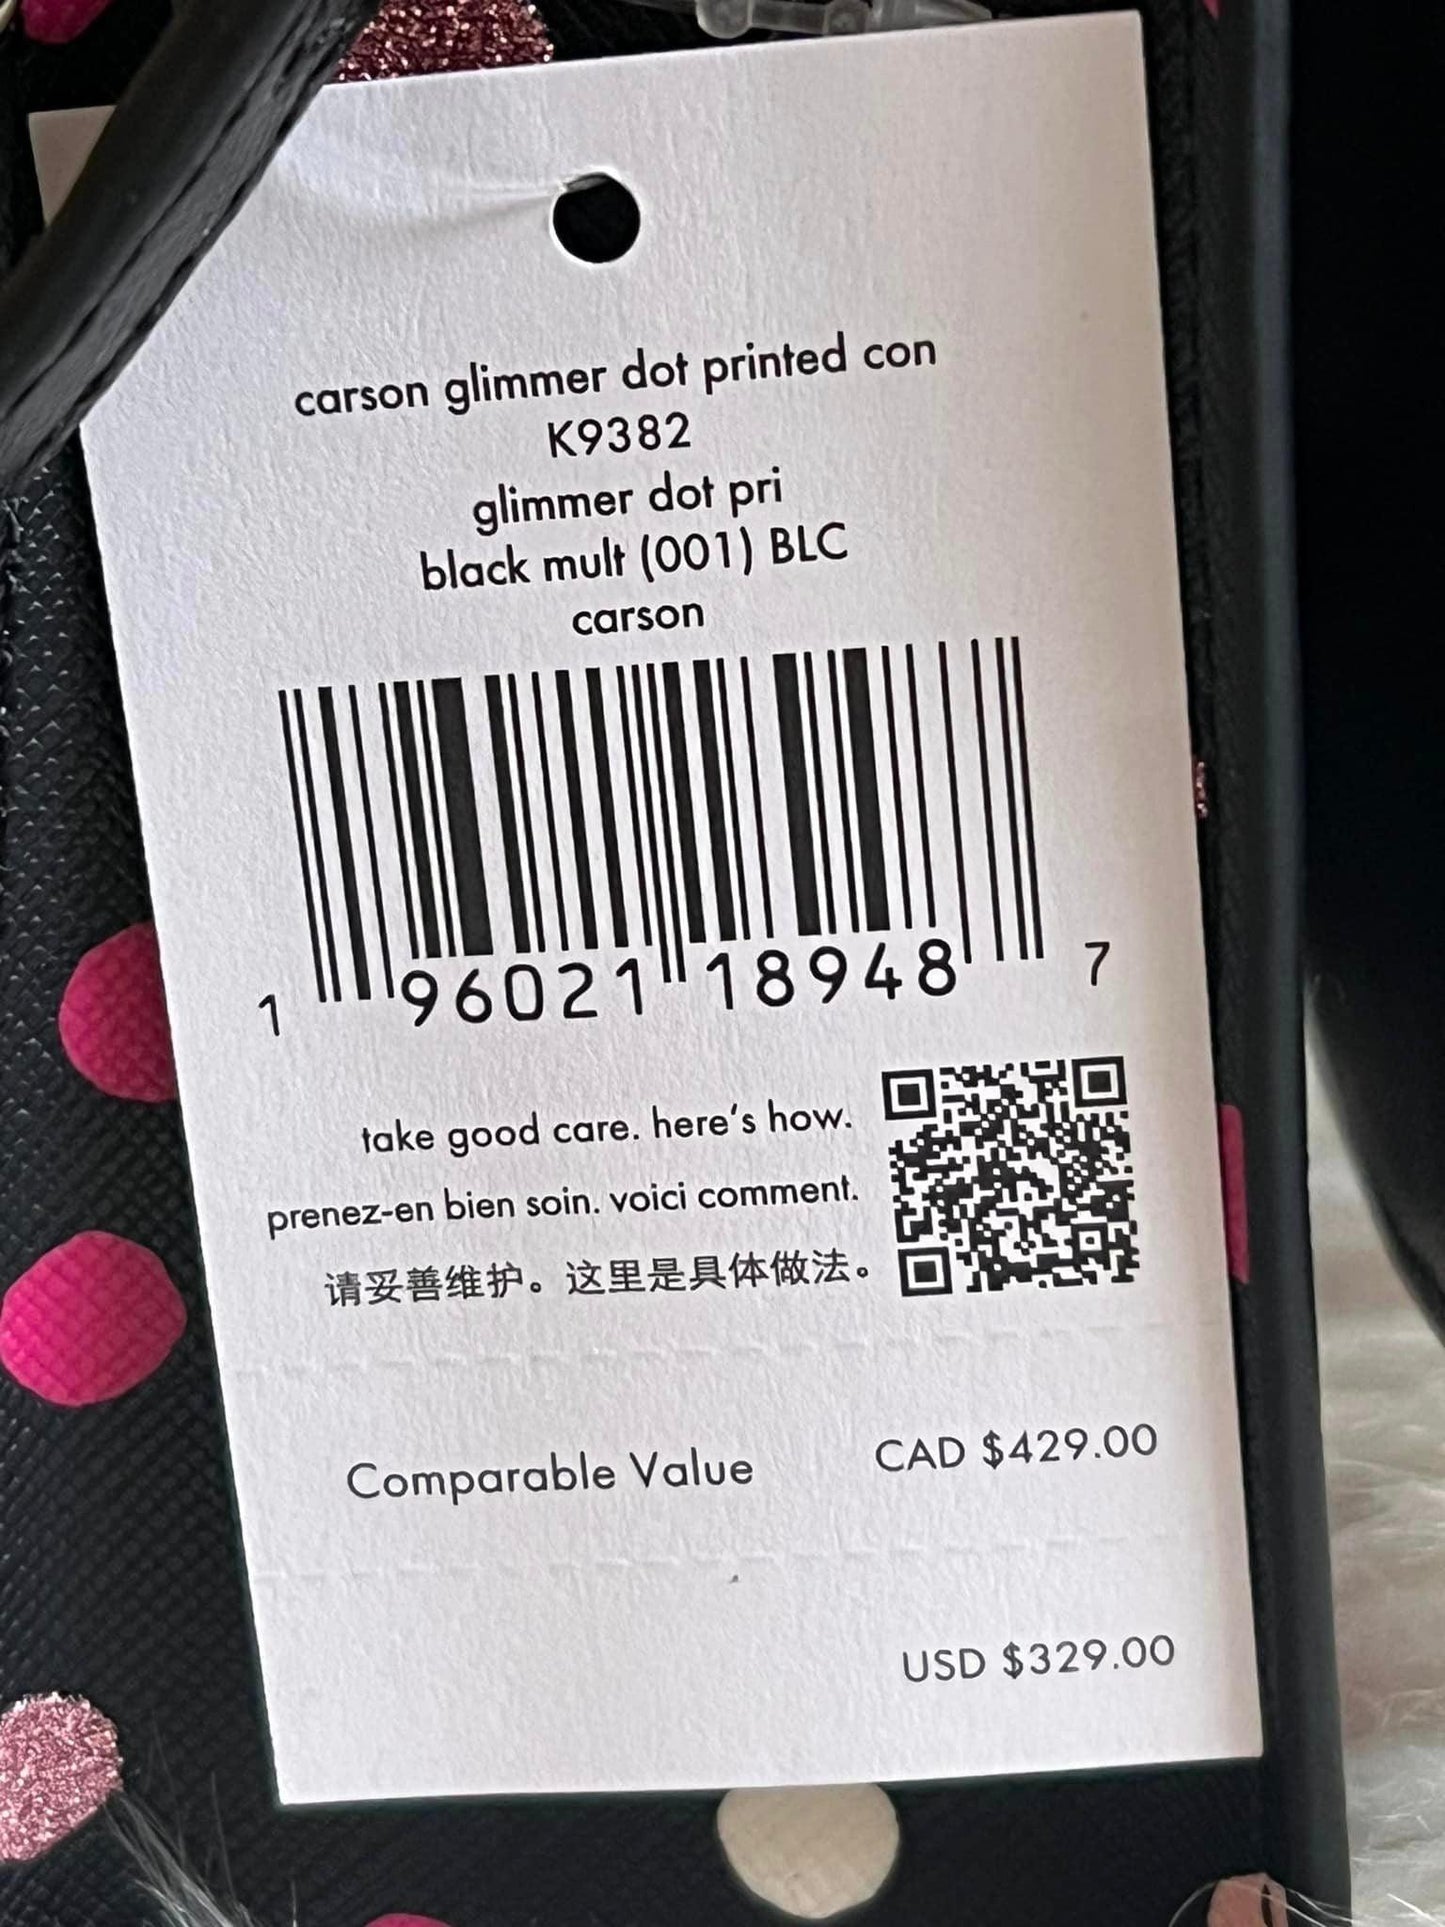 carson glimmer dot printed con
K9382
glimmer dot pri
black mult (001) BLC
carson
1 96021 18948 7
take good care. here's how.
prenez-en bien soin. voici comment.
请妥善维护。这里是具体做法。
Comparable Value CAD $429.00
USD $329.00